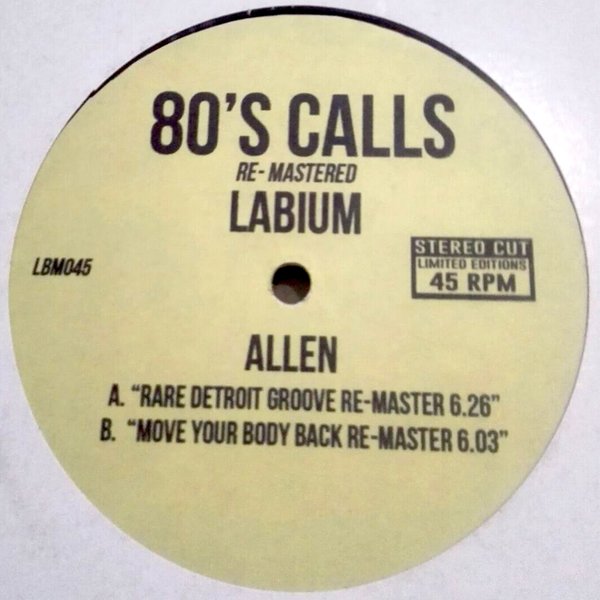 80'S CALLS
RE-MASTERED
LABIUM
LBM045
STEREO CUT
LIMITED EDITIONS
45 RPM
ALLEN
A. “RARE DETROIT GROOVE RE-MASTER 6.26”
B. “MOVE YOUR BODY BACK RE-MASTER 6.03”